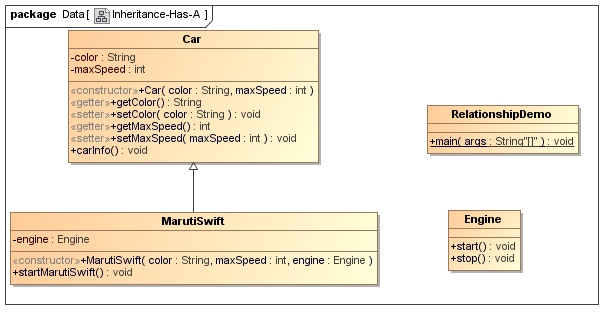 package Data[ Inheritance-Has-A ]
Car
-color : String
-maxSpeed : int
«constructor»+Car( color : String, maxSpeed : int )
«getter»+getColor() : String
«setter»+setColor( color : String ) : void
«getter»+getMaxSpeed() : int
«setter»+setMaxSpeed( maxSpeed : int ) : void
+carInfo() : void
RelationshipDemo
+main( args : String"[]" ) : void
MarutiSwift
-engine : Engine
«constructor»+MarutiSwift( color : String, maxSpeed : int, engine : Engine )
+startMarutiSwift() : void
Engine
+start() : void
+stop() : void